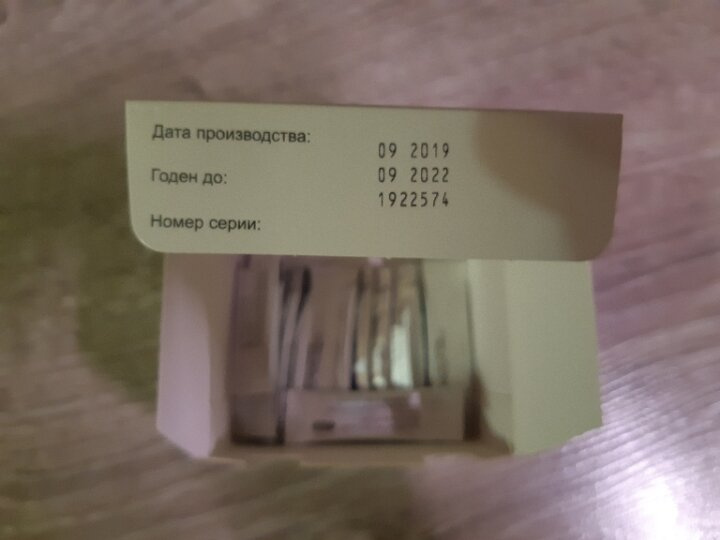 Дата производства: 09 2019
Годен до: 09 2022
Номер серии: 1922574